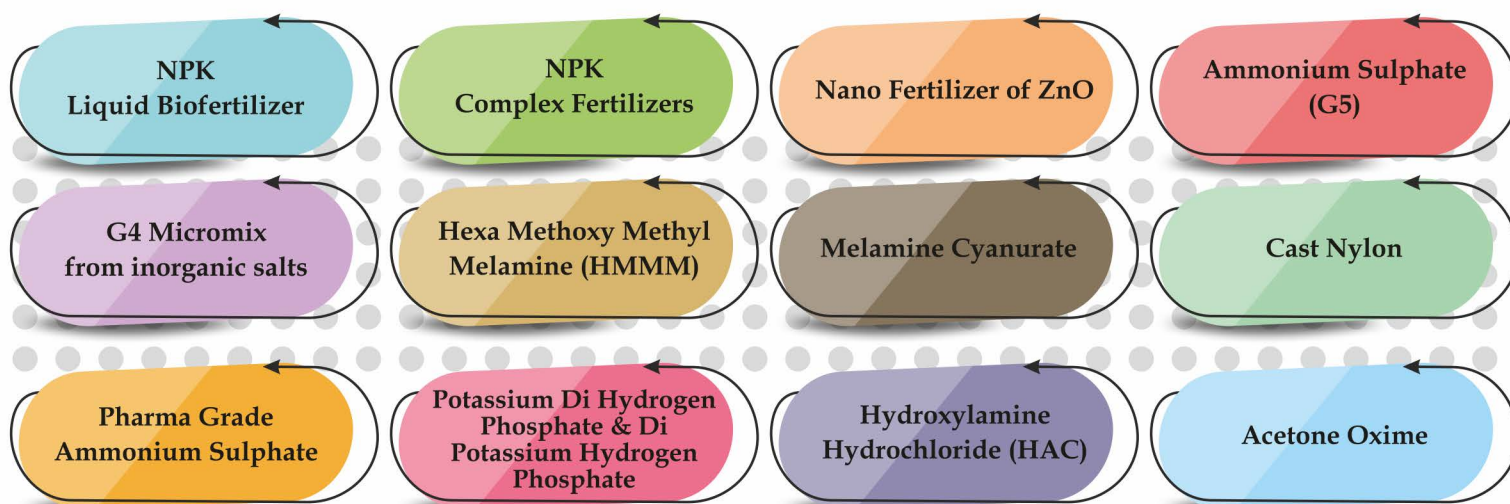 NPK
Liquid Biofertilizer
NPK
Complex Fertilizers
Nano Fertilizer of ZnO
Ammonium Sulphate
(G5)
G4 Micromix
from inorganic salts
Hexa Methoxy Methyl
Melamine (HMMM)
Melamine Cyanurate
Cast Nylon
Pharma Grade
Ammonium Sulphate
Potassium Di Hydrogen
Phosphate & Di
Potassium Hydrogen
Phosphate
Hydroxylamine
Hydrochloride (HAC)
Acetone Oxime